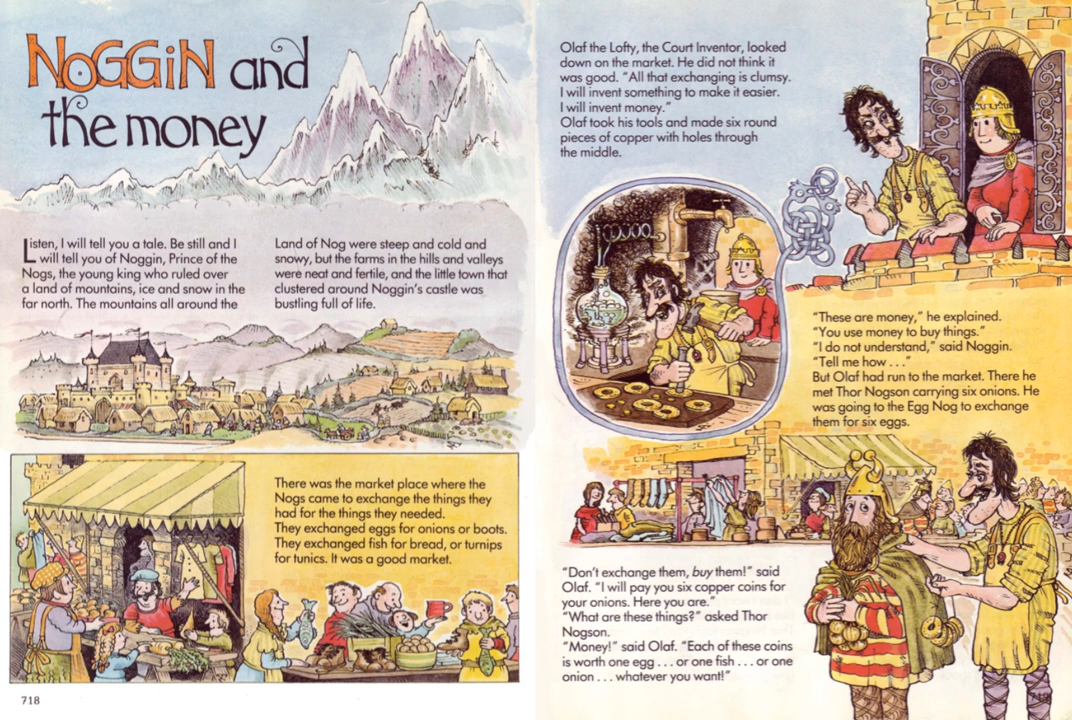 NOGGiN and
the money
Listen, I will tell you a tale. Be still and I
will tell you of Noggin, Prince of the
Nogs, the young king who ruled over
a land of mountains, ice and snow in the
far north. The mountains all around the
Land of Nog were steep and cold and
snowy, but the farms in the hills and valleys
were neat and fertile, and the little town that
clustered around Noggin's castle was
bustling full of life.
There was the market place where the
Nogs came to exchange the things they
had for the things they needed.
They exchanged eggs for onions or boots.
They exchanged fish for bread, or turnips
for tunics. It was a good market.
718
Olaf the Lofty, the Court Inventor, looked
down on the market. He did not think it
was good. "All that exchanging is clumsy.
I will invent something to make it easier.
I will invent money."
Olaf took his tools and made six round
pieces of copper with holes through
the middle.
"These are money," he explained.
"You use money to buy things."
"I do not understand," said Noggin.
"Tell me how . . .
But Olaf had run to the market. There he
met Thor Nogson carrying six onions. He
was going to the Egg Nog to exchange
them for six eggs.
"Don't exchange them, buy them!" said
Olaf. "I will pay you six copper coins for
your onions. Here you are."
"What are these things?" asked Thor
Nogson.
"Money!" said Olaf. "Each of these coins
is worth one egg . . . or one fish . . . or one
onion . . . whatever you want!"